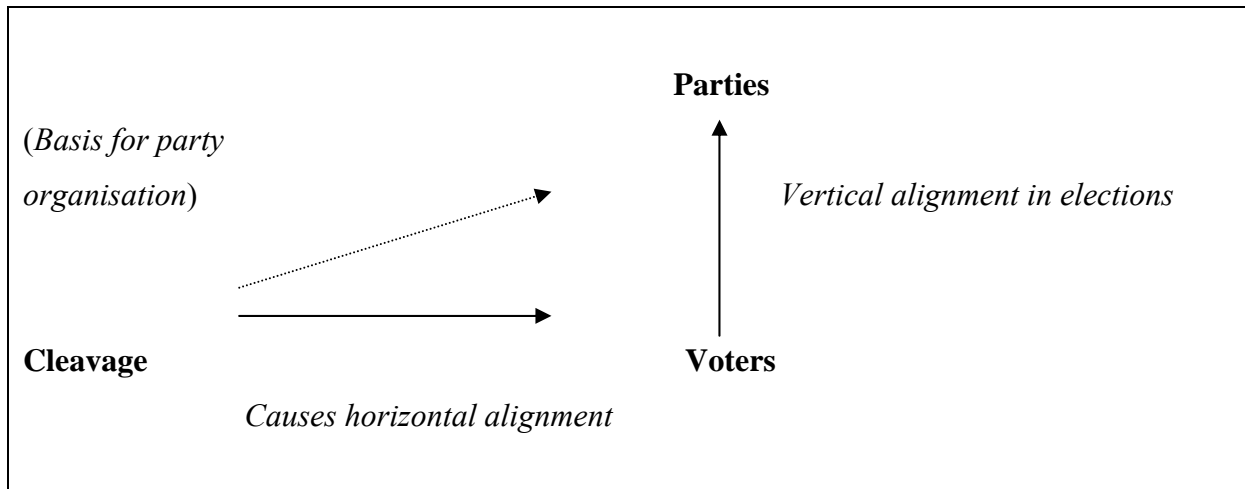 Parties
(Basis for party
organisation)
Vertical alignment in elections
Cleavage
Voters
Causes horizontal alignment